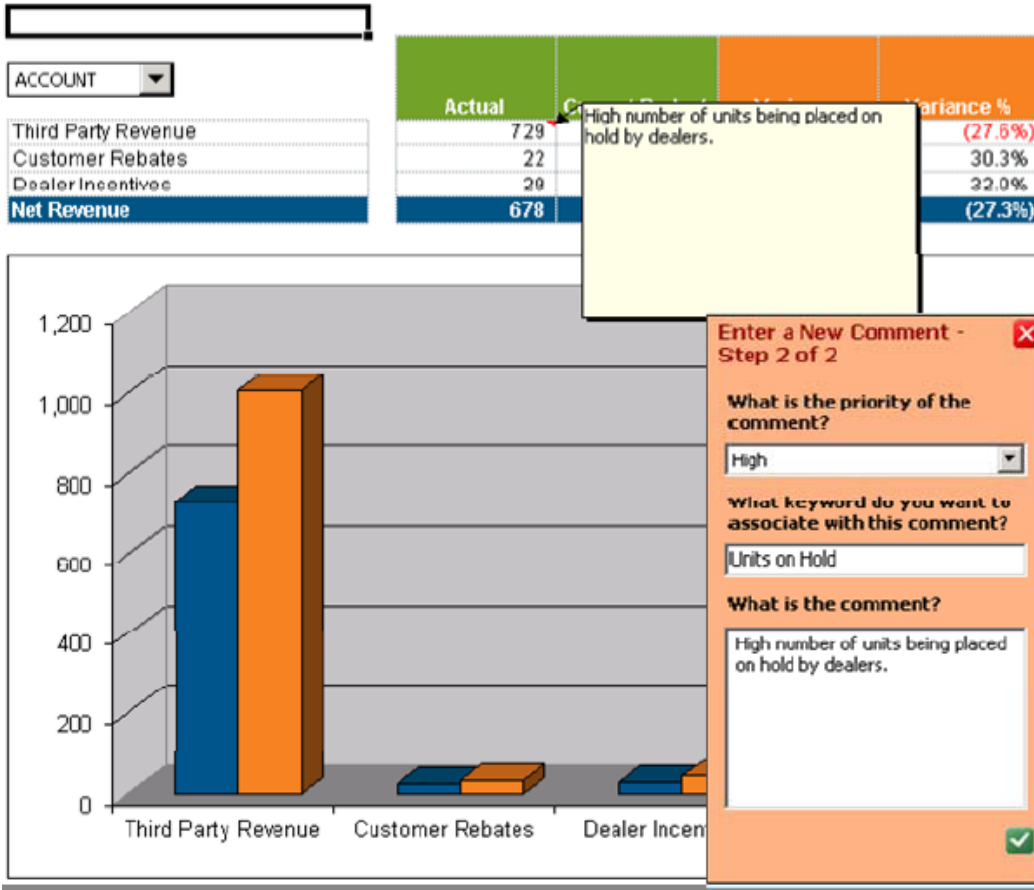 ACCOUNT
Actual
Variance %
High number of units being placed on
hold by dealers.
Third Party Revenue 729 (27.6%)
Customer Rebates 22 30.3%
Dealer Incentives 29 32.0%
Net Revenue 678 (27.3%)
1,200
1,000
800
600
400
200
0
Third Party Revenue
Customer Rebates
Dealer Incen
Enter a New Comment -
Step 2 of 2
What is the priority of the
comment?
High
What keyword do you want to
associate with this comment?
Units on Hold
What is the comment?
High number of units being placed
on hold by dealers.